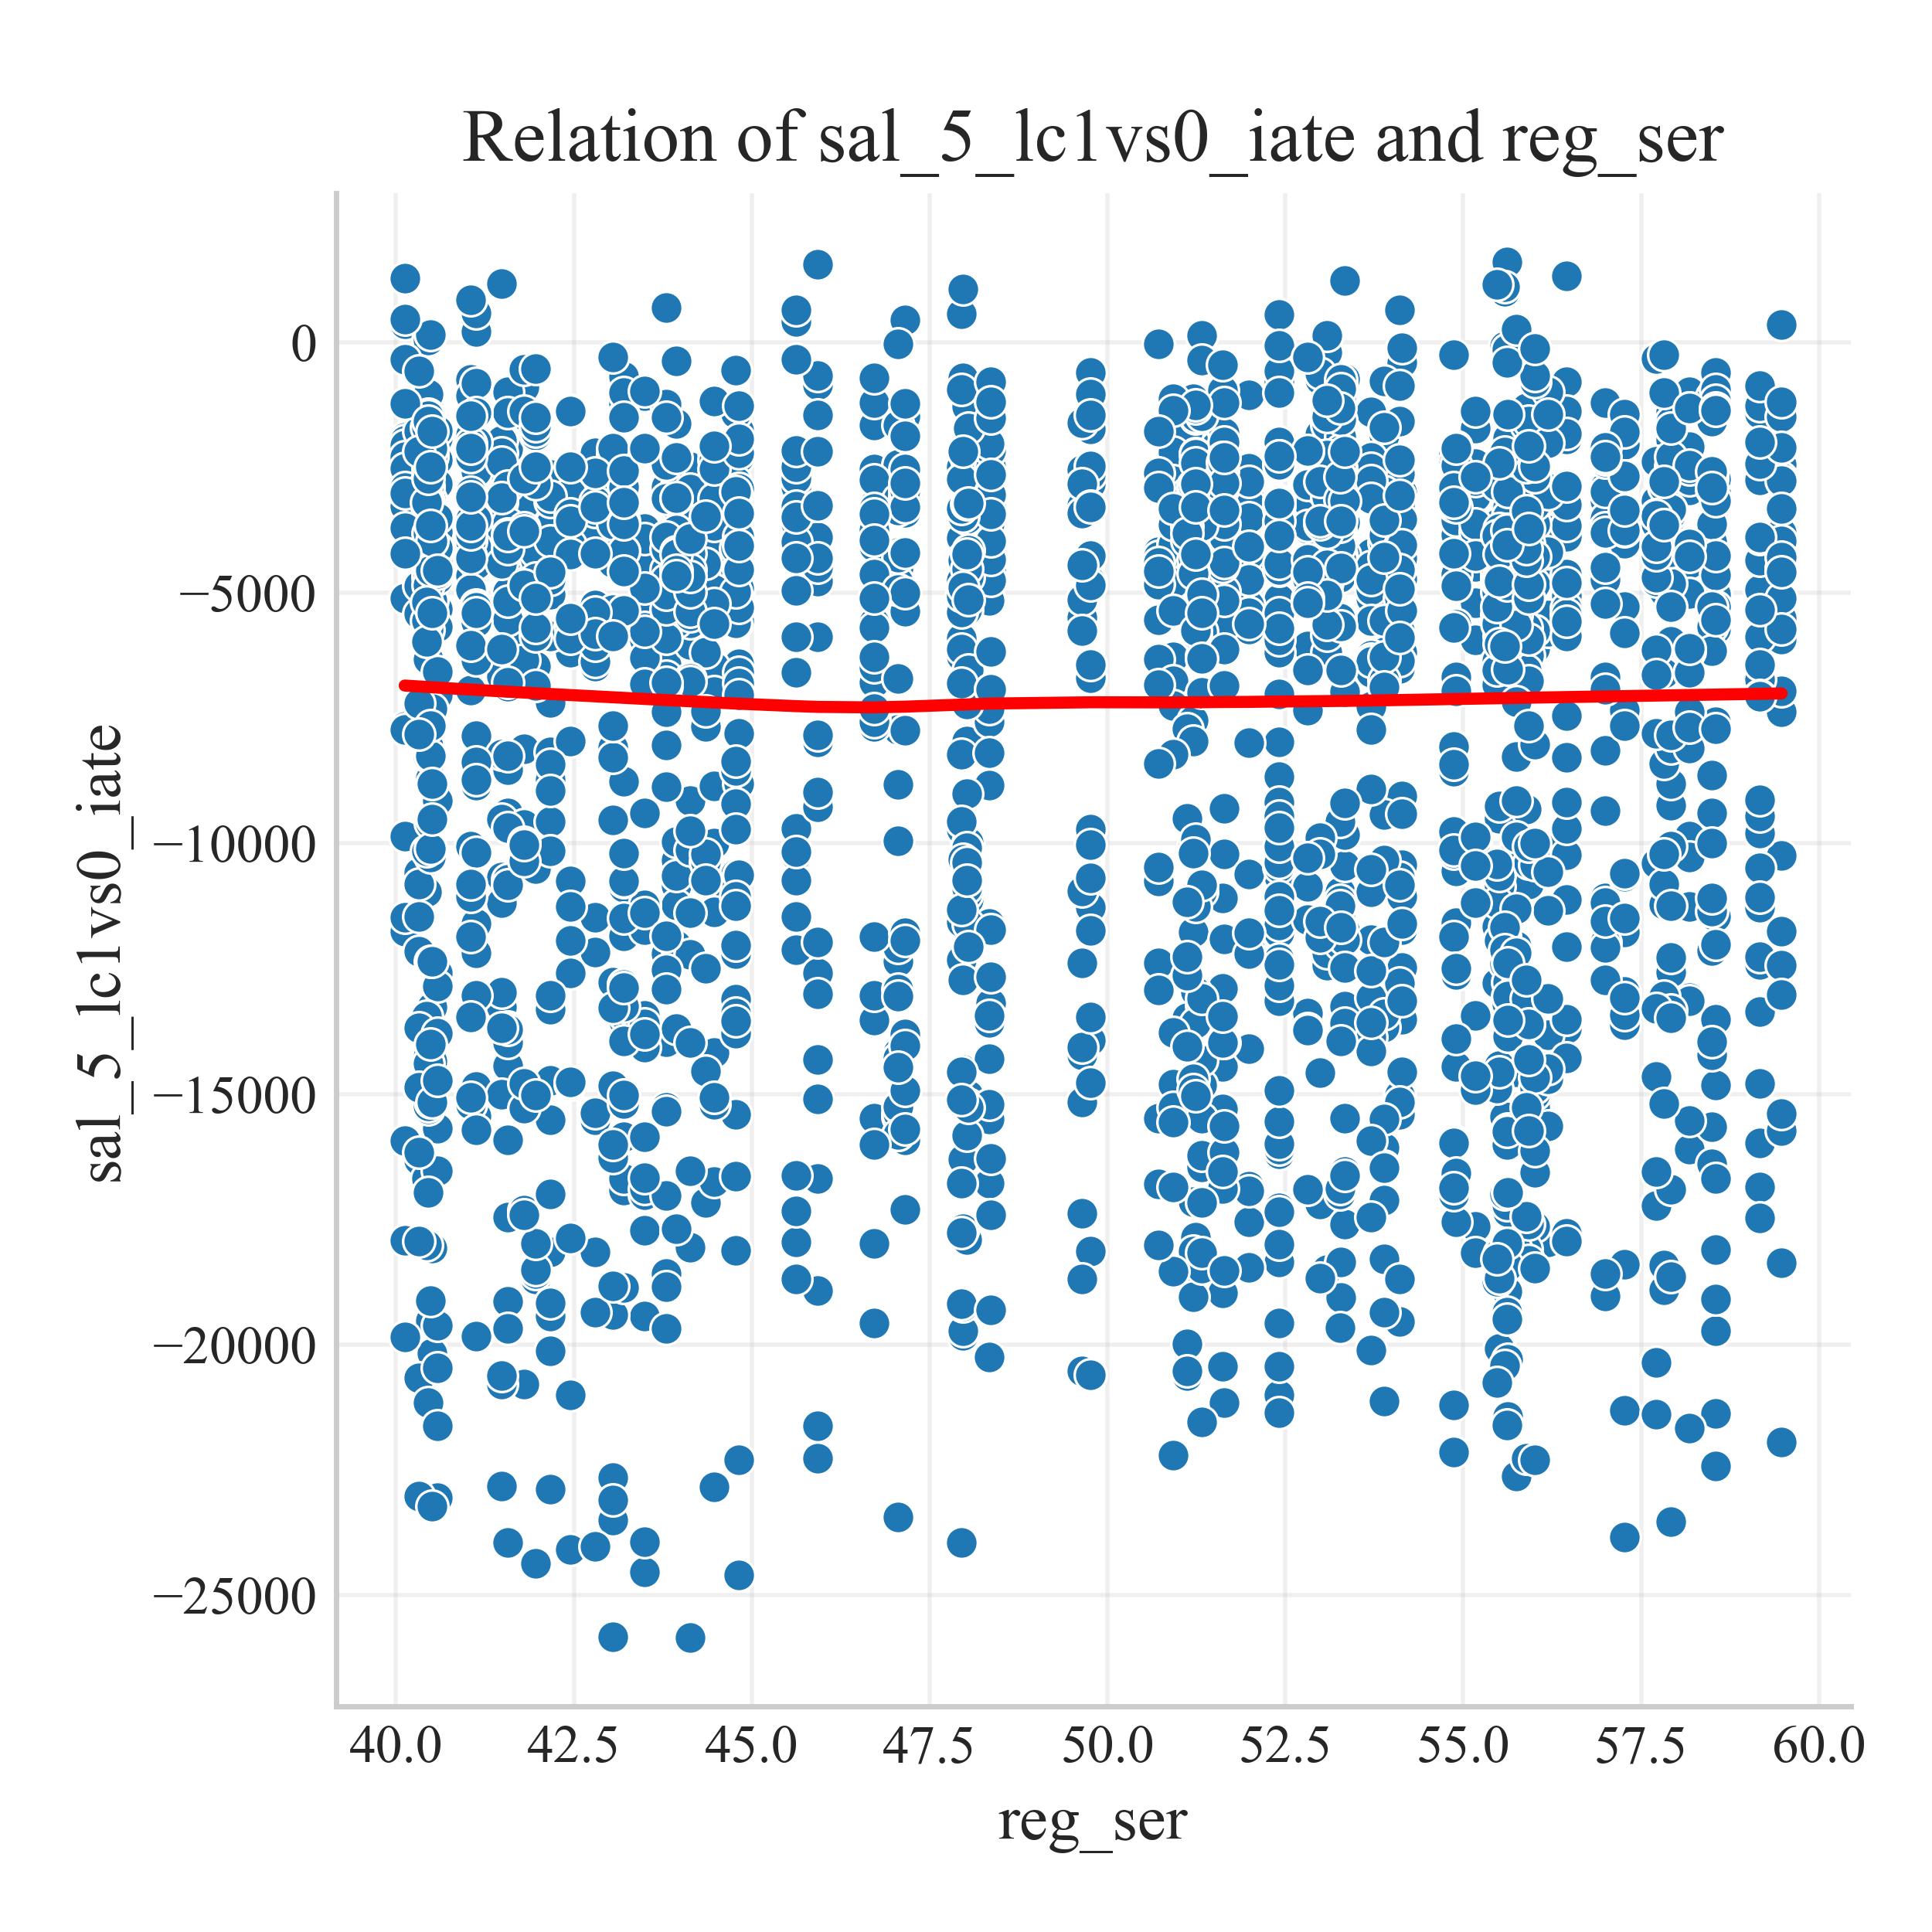 Relation of sal_5_lc1vs0_iate and reg_ser
sal_5_lc1vs0_iate
0
−5000
−10000
−15000
−20000
−25000
40.0 42.5 45.0 47.5 50.0 52.5 55.0 57.5 60.0
reg_ser